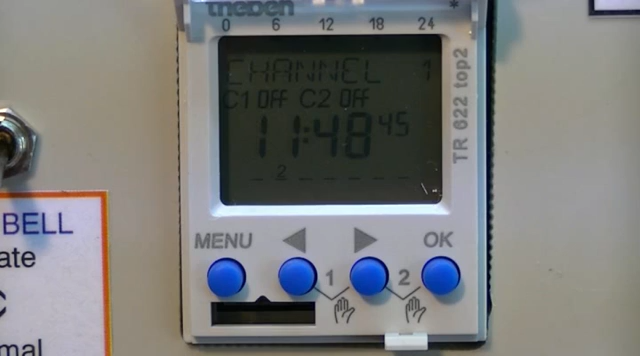 theben
0 6 12 18 24
CHANNEL 1
C1 OFF C2 OFF
11:48 45
2
TR 622 top2
MENU OK
1 2
BELL
ate
C
mal